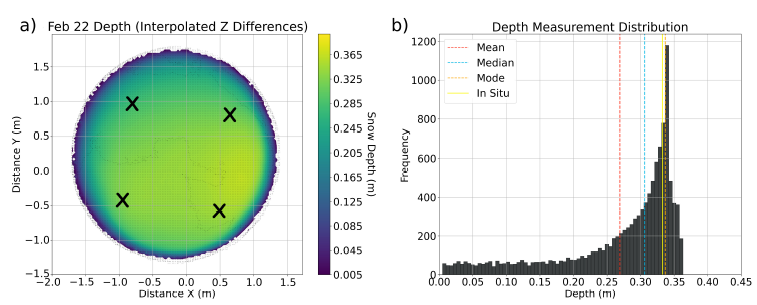 a)
Feb 22 Depth (Interpolated Z Differences)
Distance Y (m)
1.5
1.0
0.5
0.0
−0.5
−1.0
−1.5
−2.0 −1.5 −1.0 −0.5 0.0 0.5 1.0 1.5
Distance X (m)
0.365
0.325
0.285
0.245
0.205
0.165
0.125
0.085
0.045
0.005
Snow Depth (m)
b)
Depth Measurement Distribution
Mean
Median
Mode
In Situ
Frequency
1200
1000
800
600
400
200
0
0.00 0.05 0.10 0.15 0.20 0.25 0.30 0.35 0.40 0.45
Depth (m)